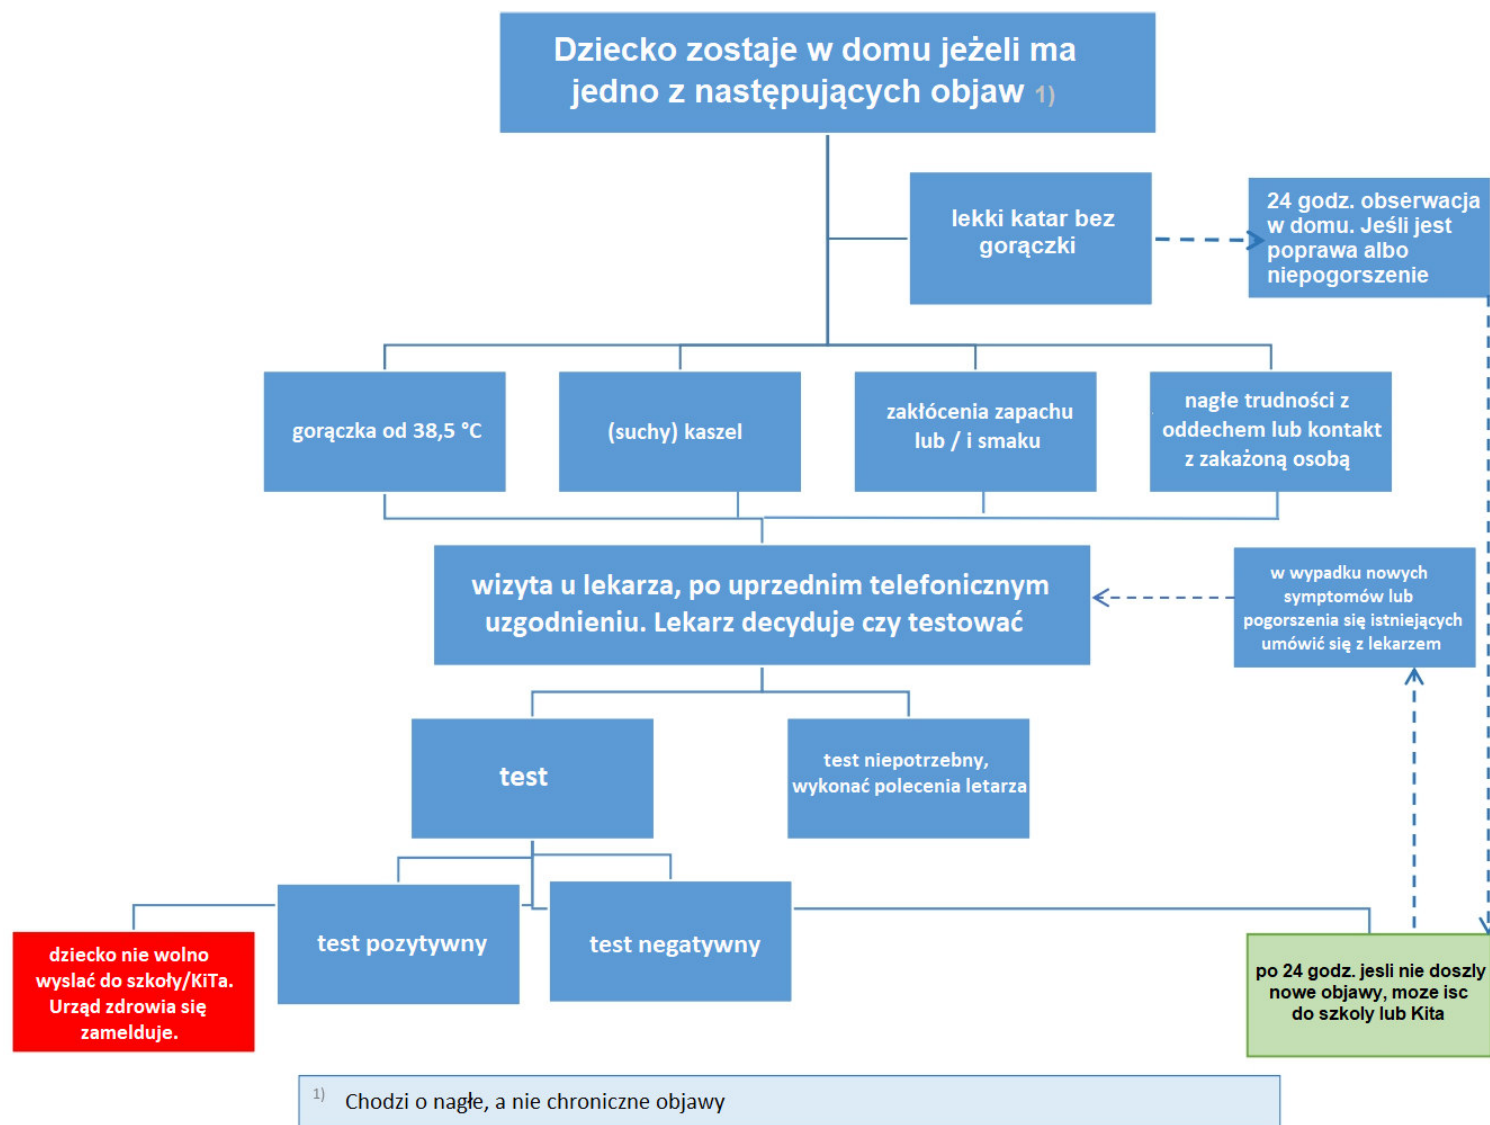 Dziecko zostaje w domu jeżeli ma
jedno z następujących objaw 1)
lekki katar bez
gorączki
24 godz. obserwacja
w domu. Jeśli jest
poprawa albo
niepogorszenie
gorączka od 38,5 °C
(suchy) kaszel
zakłócenia zapachu
lub / i smaku
nagłe trudności z
oddechem lub kontakt
z zakażoną osobą
wizyta u lekarza, po uprzednim telefonicznym
uzgodnieniu. Lekarz decyduje czy testować
w wypadku nowych
symptomów lub
pogorszenia się istniejących
umówić się z lekarzem
test
test niepotrzebny,
wykonać polecenia letarza
test pozytywny
test negatywny
dziecko nie wolno
wyslać do szkoły/KiTa.
Urząd zdrowia się
zamelduje.
po 24 godz. jesli nie doszly
nowe objawy, moze isc
do szkoly lub Kita
1) Chodzi o nagłe, a nie chroniczne objawy